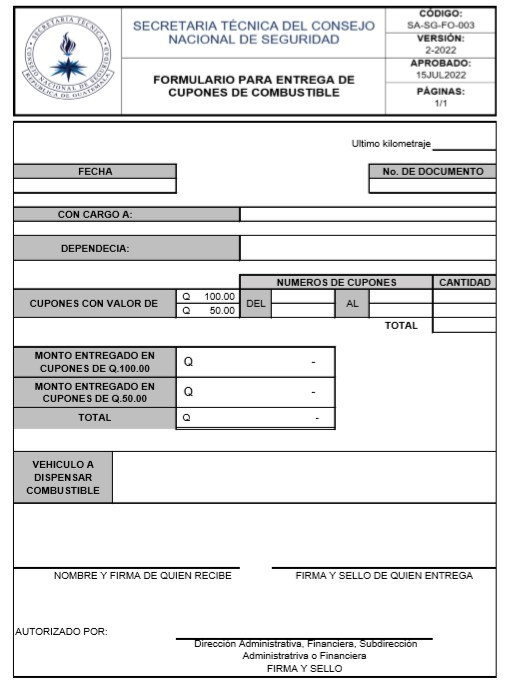 SECRETARIA TÉCNICA
CONSEJO NACIONAL DE SEGURIDAD
REPUBLICA DE GUATEMALA
SECRETARIA TÉCNICA DEL CONSEJO
NACIONAL DE SEGURIDAD
FORMULARIO PARA ENTREGA DE
CUPONES DE COMBUSTIBLE
CÓDIGO:
SA-SG-FO-003
VERSIÓN:
2-2022
APROBADO:
15JUL2022
PÁGINAS:
1/1
Ultimo kilometraje
FECHA
No. DE DOCUMENTO
CON CARGO A:
DEPENDECIA:
NUMEROS DE CUPONES CANTIDAD
CUPONES CON VALOR DE Q 100.00 DEL AL
Q 50.00
TOTAL
MONTO ENTREGADO EN
CUPONES DE Q.100.00 Q -
MONTO ENTREGADO EN
CUPONES DE Q.50.00 Q -
TOTAL Q -
VEHICULO A
DISPENSAR
COMBUSTIBLE
NOMBRE Y FIRMA DE QUIEN RECIBE FIRMA Y SELLO DE QUIEN ENTREGA
AUTORIZADO POR:
Dirección Administrativa, Financiera, Subdirección
Administratriva o Financiera
FIRMA Y SELLO